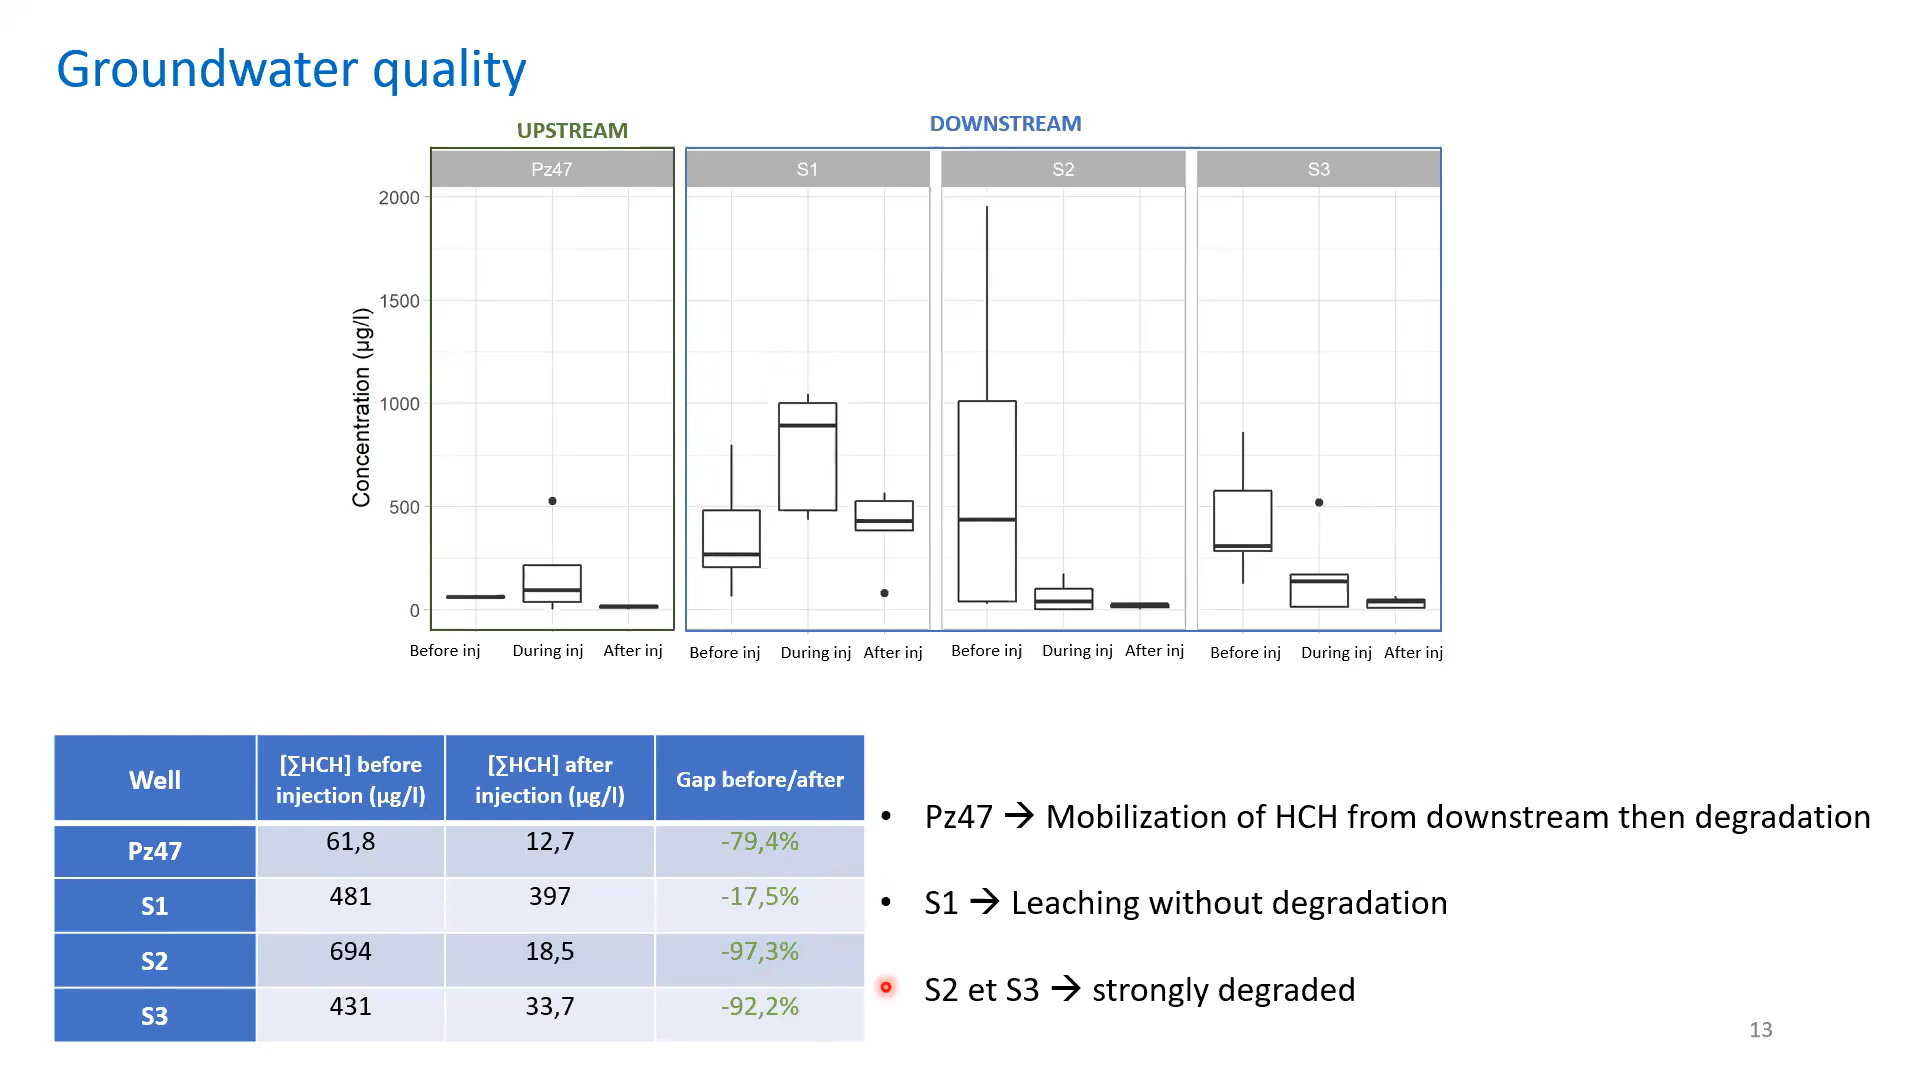 Groundwater quality
UPSTREAM
DOWNSTREAM
Pz47
S1
S2
S3
Concentration (µg/l)
2000
1500
1000
500
0
Before inj During inj After inj Before inj During inj After inj Before inj During inj After inj Before inj During inj After inj
Well [∑HCH] before injection (µg/l) [∑HCH] after injection (µg/l) Gap before/after
Pz47 61,8 12,7 -79,4%
S1 481 397 -17,5%
S2 694 18,5 -97,3%
S3 431 33,7 -92,2%
• Pz47 → Mobilization of HCH from downstream then degradation
• S1 → Leaching without degradation
S2 et S3 → strongly degraded
13